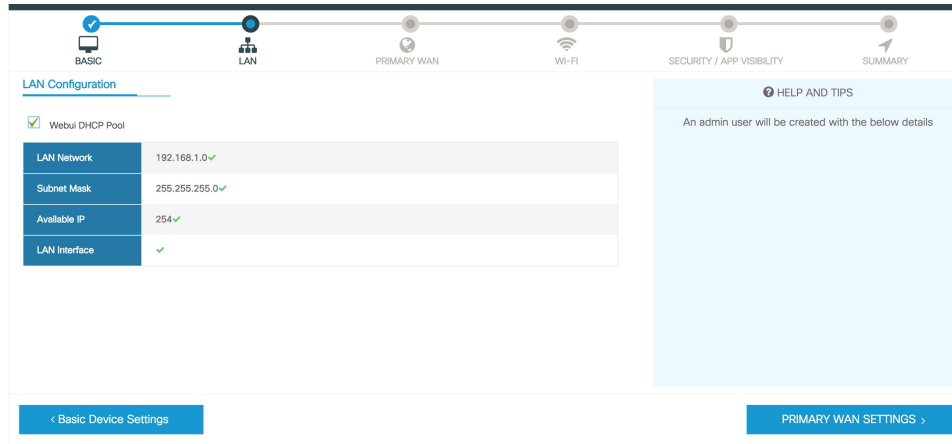 BASIC
LAN
PRIMARY WAN
WI-FI
SECURITY / APP VISIBILITY
SUMMARY
LAN Configuration
Webui DHCP Pool
LAN Network 192.168.1.0
Subnet Mask 255.255.255.0
Available IP 254
LAN Interface
HELP AND TIPS
An admin user will be created with the below details
< Basic Device Settings
PRIMARY WAN SETTINGS >